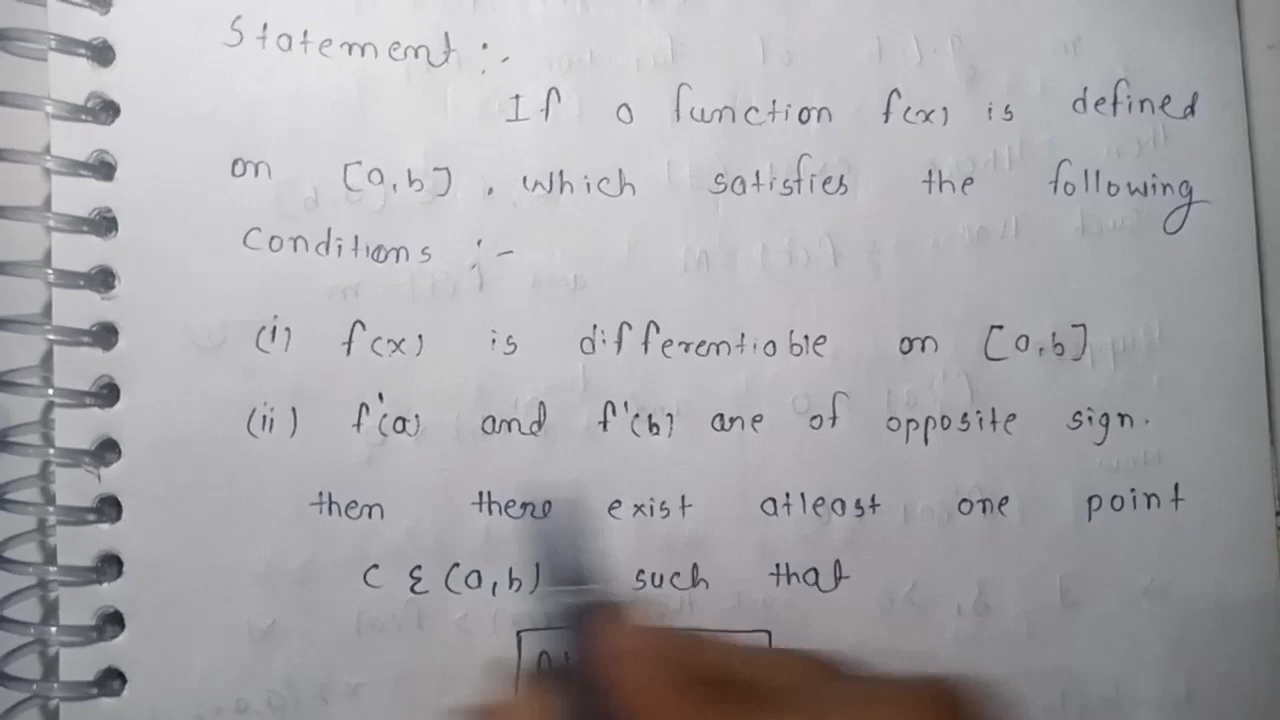 Statement :-
If a function f(x) is defined
on [a,b], which satisfies the following
Conditions ;-
(i) f(x) is differentiable on [a,b]
(ii) f'(a) and f'(b) are of opposite sign.
then there exist atleast one point
C ε (a,b) such that